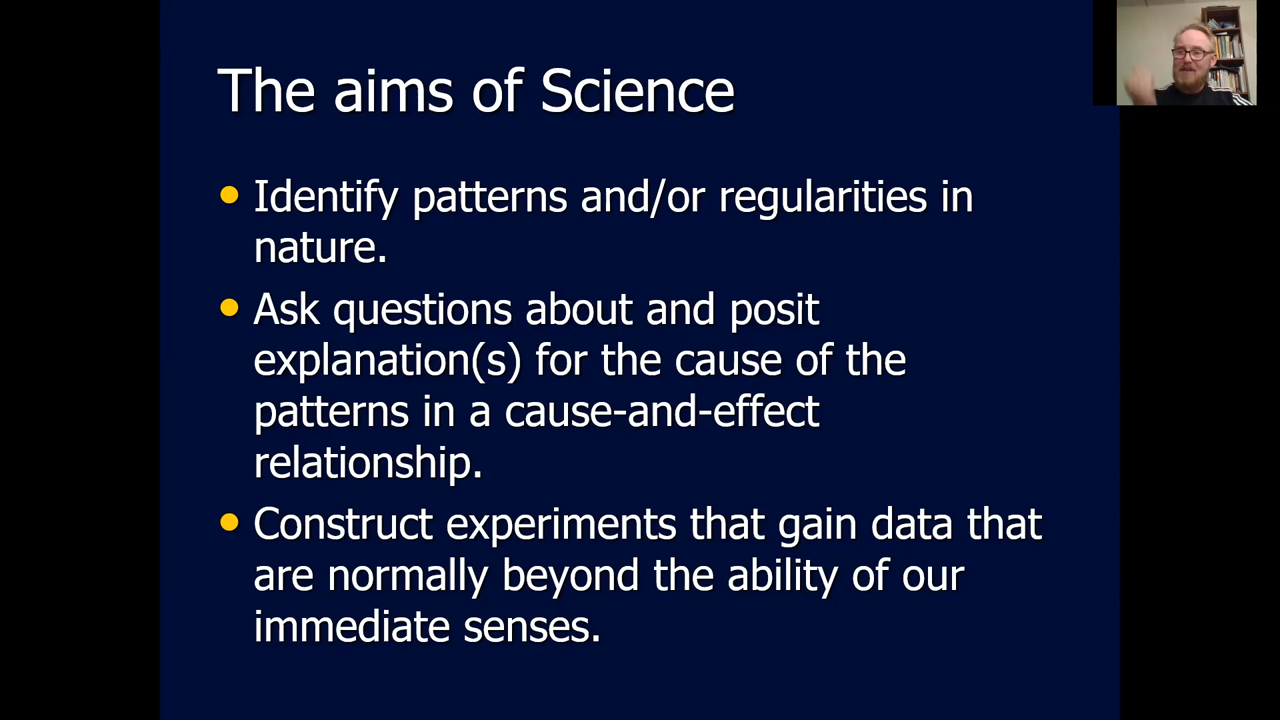 The aims of Science
Identify patterns and/or regularities in
nature.
Ask questions about and posit
explanation(s) for the cause of the
patterns in a cause-and-effect
relationship.
Construct experiments that gain data that
are normally beyond the ability of our
immediate senses.